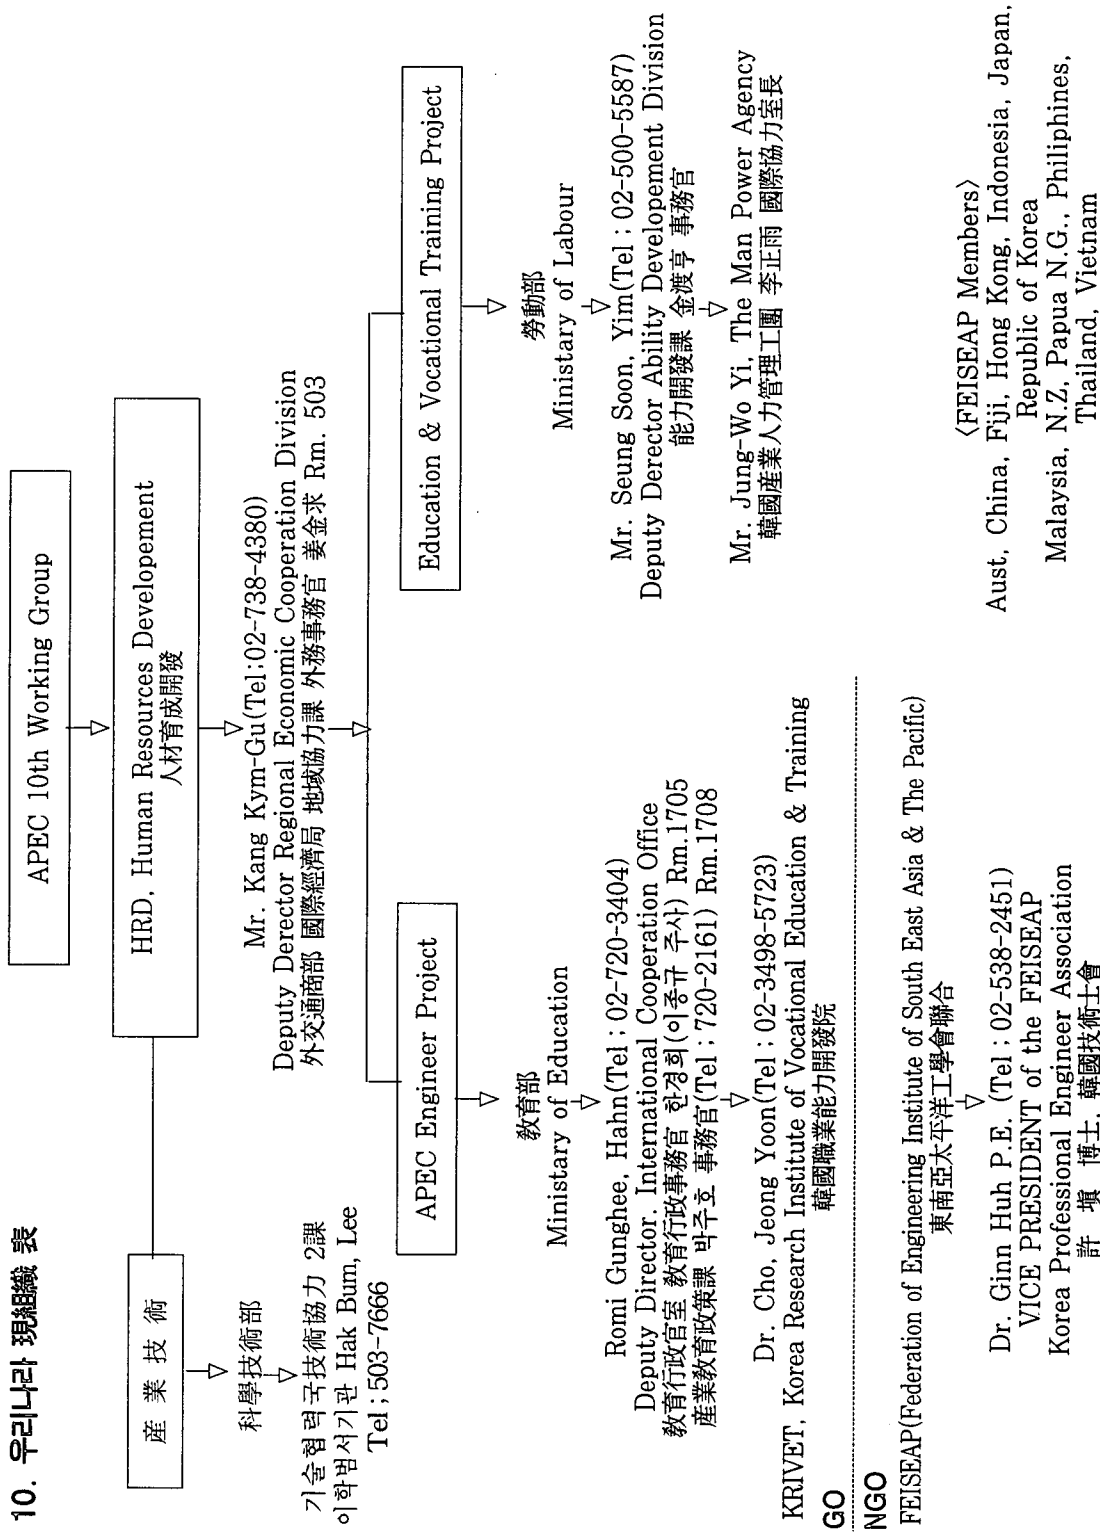 10. 우리나라 現組織 表
APEC 10th Working Group
HRD, Human Resources Developement
人材育成開發
産業技術
科學技術部
기술협력국技術協力 2課
이학범서기관 Hak Bum, Lee
Tel ; 503-7666
Mr. Kang Kym-Gu(Tel:02-738-4380)
Deputy Derector Regional Economic Cooperation Division
外交通商部 國際經濟局 地域協力課 外務事務官 姜金求 Rm. 503
APEC Engineer Project
敎育部
Ministry of Education
Romi Gunghee, Hahn(Tel ; 02-720-3404)
Deputy Director. International Cooperation Office
敎育行政官室 敎育行政事務官 한경희(이종규 주사) Rm.1705
産業敎育政策課 박주호 事務官(Tel ; 720-2161) Rm.1708
Dr. Cho, Jeong Yoon(Tel ; 02-3498-5723)
KRIVET, Korea Research Institute of Vocational Education & Training
韓國職業能力開發院
Education & Vocational Training Project
勞動部
Ministary of Labour
Mr. Seung Soon, Yim(Tel ; 02-500-5587)
Deputy Derector Ability Developement Division
能力開發課 金渡亨 事務官
Mr. Jung-Wo Yi, The Man Power Agency
韓國産業人力管理工團 李正雨 國際協力室長
GO
NGO
FEISEAP(Federation of Engineering Institute of South East Asia & The Pacific)
東南亞太平洋工學會聯合
Dr. Ginn Huh P.E. (Tel ; 02-538-2451)
VICE PRESIDENT of the FEISEAP
Korea Professional Engineer Association
許 塡 博士, 韓國技術士會
〈FEISEAP Members〉
Aust, China, Fiji, Hong Kong, Indonesia, Japan,
Republic of Korea
Malaysia, N.Z, Papua N.G., Philiphines,
Thailand, Vietnam